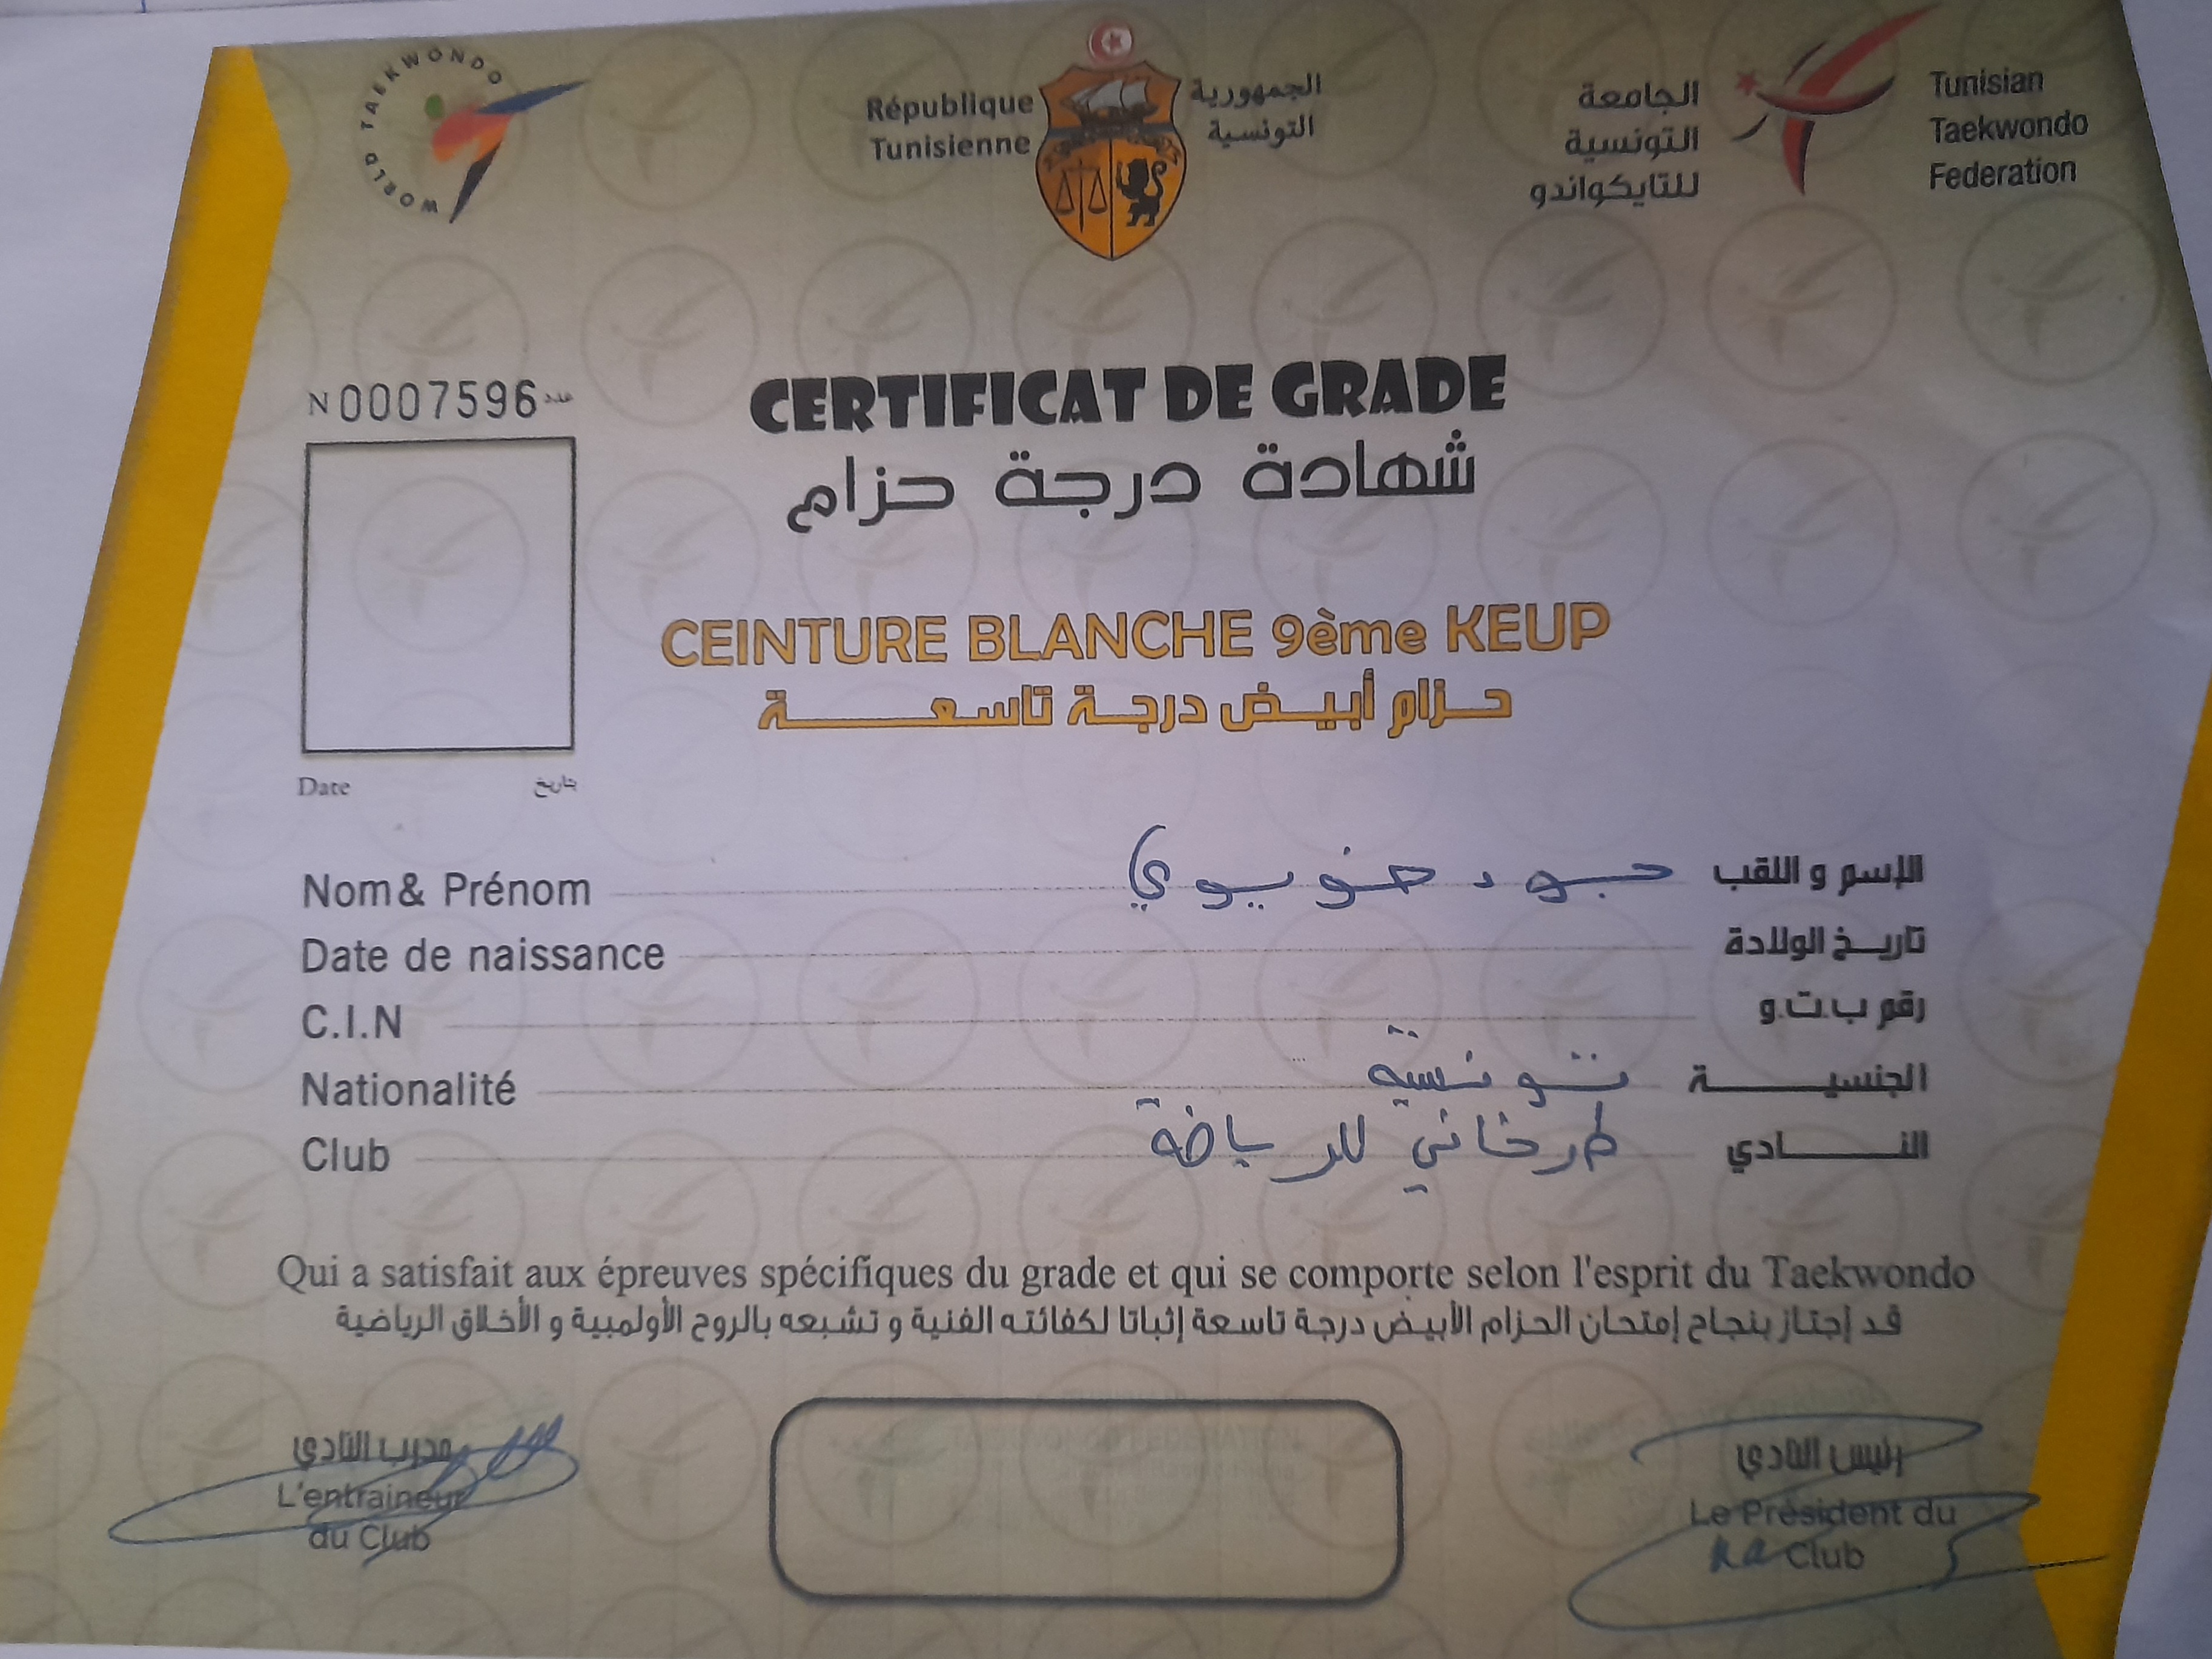 WORLD TAEKWONDO
République
Tunisienne
الجمهورية
التونسية
الجامعة
التونسية
للتايكواندو
Tunisian
Taekwondo
Federation
N 0007596 عدد
CERTIFICAT DE GRADE
شهادة درجة حزام
CEINTURE BLANCHE 9ème KEUP
حزام أبيض درجة تاسعة
Date تاريخ
Nom & Prénom الإسم و اللقب
Date de naissance تاريخ الولادة
C.I.N رقم ب.ت.و
Nationalité تونسية الجنسية
Club طرخاني للرياضة النادي
Qui a satisfait aux épreuves spécifiques du grade et qui se comporte selon l'esprit du Taekwondo
قد إجتاز بنجاح إمتحان الحزام الأبيض درجة تاسعة إثباتا لكفائته الفنية و تشبعه بالروح الأولمبية و الأخلاق الرياضية
مدرب النادي
L'entraineur
du Club
رئيس النادي
Le Président du
Club